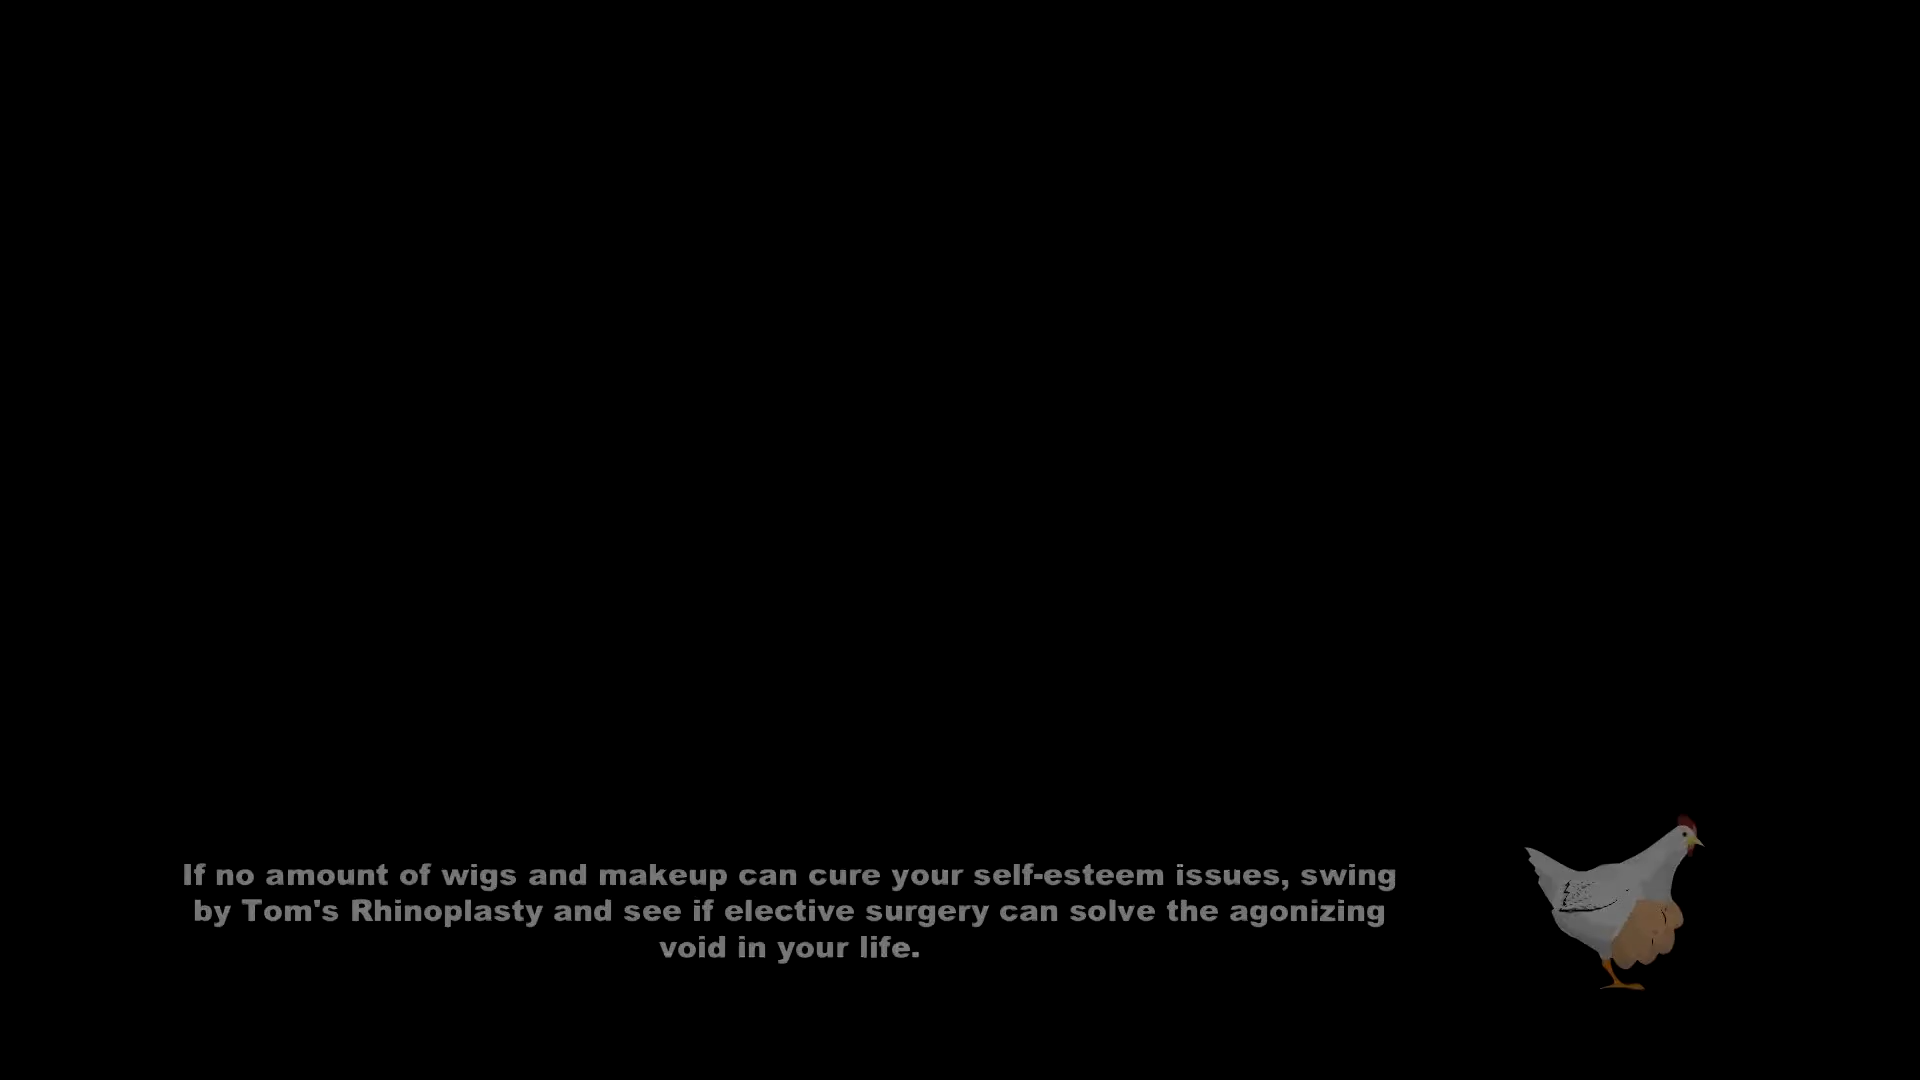 If no amount of wigs and makeup can cure your self-esteem issues, swing
by Tom's Rhinoplasty and see if elective surgery can solve the agonizing
void in your life.